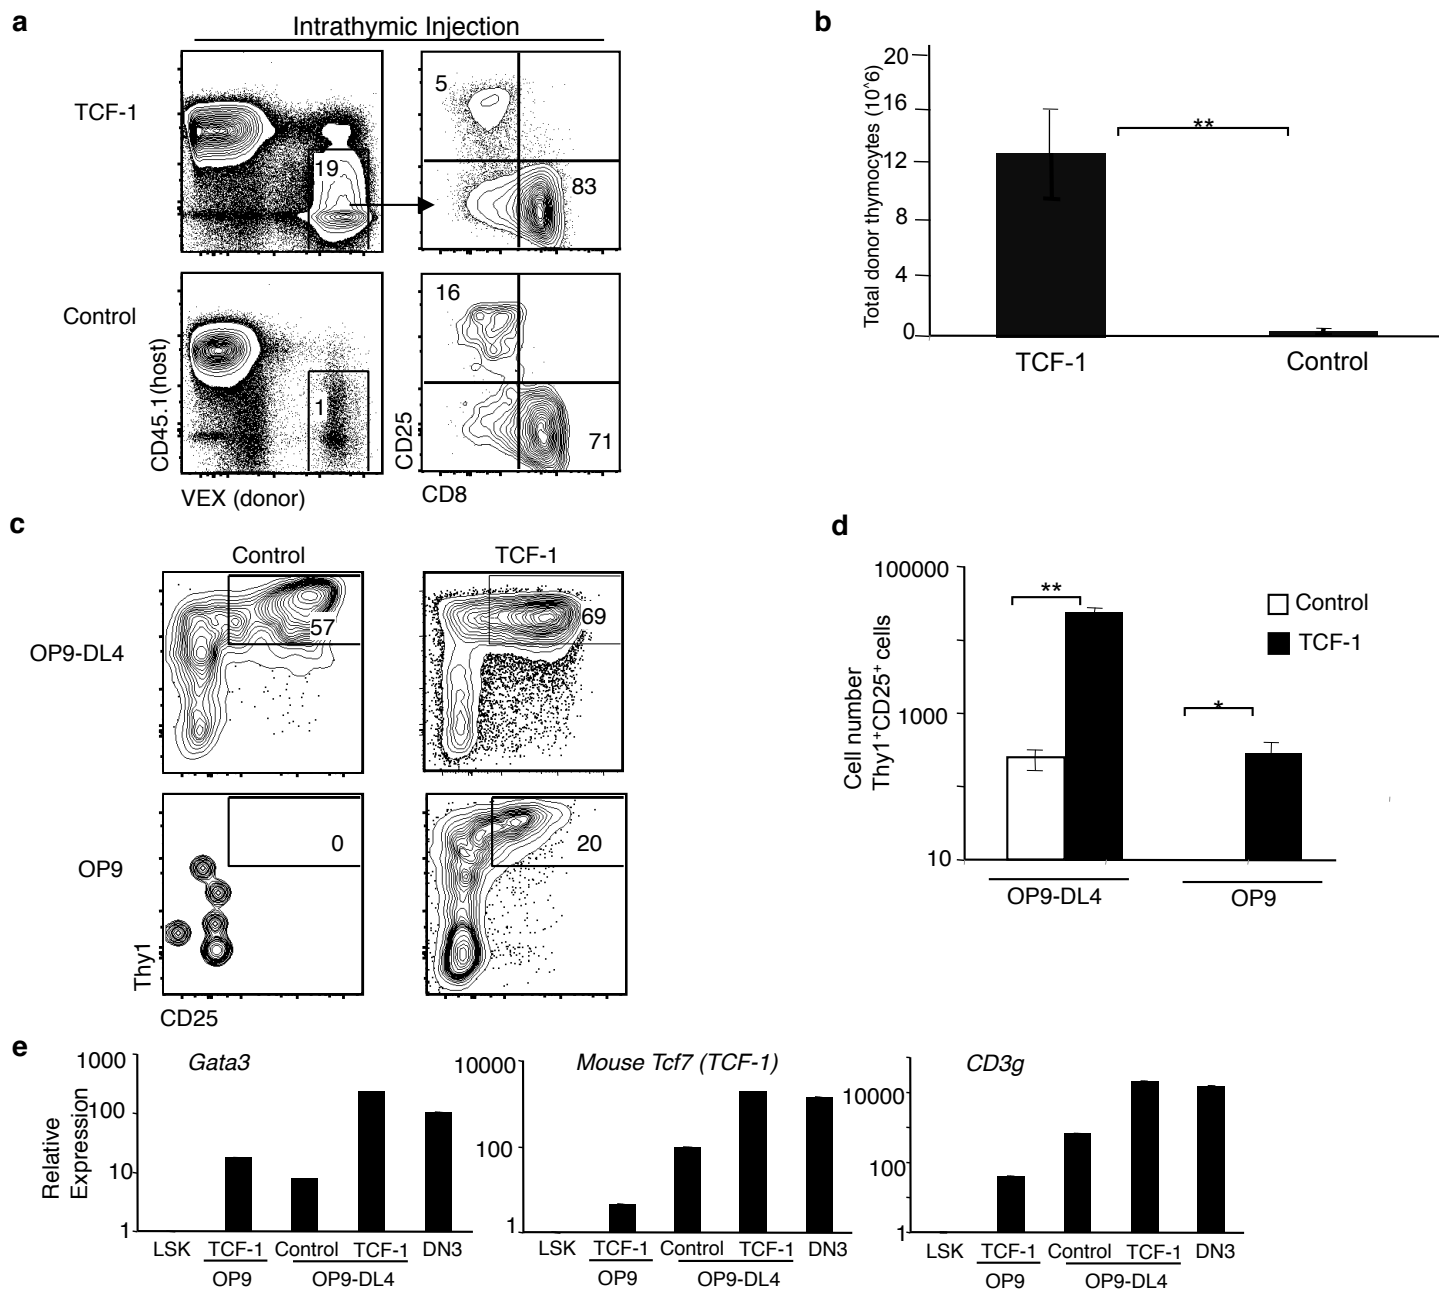 a
Intrathymic Injection
TCF-1
19
5
83
Control
1
16
71
CD45.1(host)
VEX (donor)
CD25
CD8
b
Total donor thymocytes (10^6)
20
16
12
8
4
0
**
TCF-1
Control
c
Control
TCF-1
OP9-DL4
57
69
OP9
0
20
Thy1
CD25
d
Cell number
Thy1+CD25+ cells
100000
1000
10
**
*
Control
TCF-1
OP9-DL4
OP9
e
Relative
Expression
Gata3
1000
100
10
1
LSK TCF-1 Control TCF-1 DN3
OP9 OP9-DL4
Mouse Tcf7 (TCF-1)
10000
100
1
LSK TCF-1 Control TCF-1 DN3
OP9 OP9-DL4
CD3g
10000
100
1
LSK TCF-1 Control TCF-1 DN3
OP9 OP9-DL4